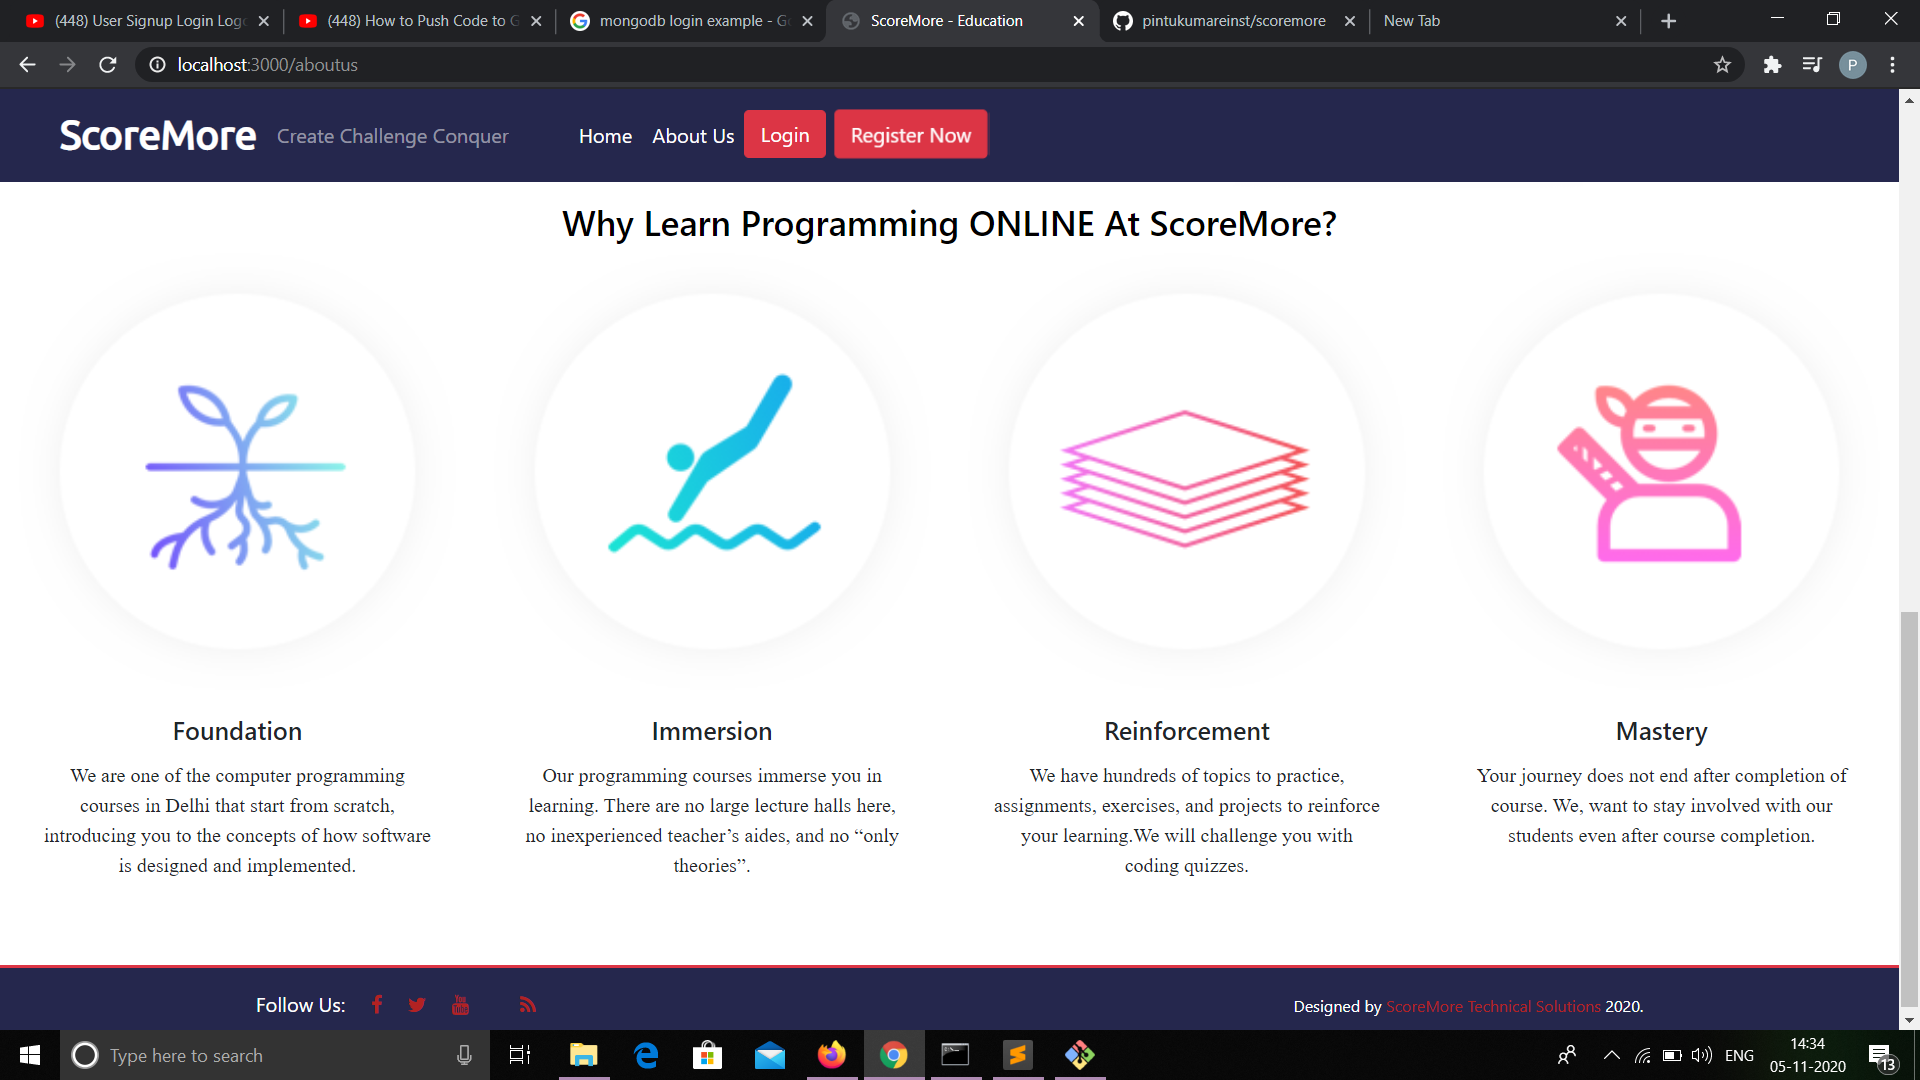 (448) User Signup Login Logo
(448) How to Push Code to G
mongodb login example - Go
ScoreMore - Education
pintukumareinst/scoremore
New Tab
localhost:3000/aboutus
P
ScoreMore
Create Challenge Conquer
Home
About Us
Login
Register Now
Why Learn Programming ONLINE At ScoreMore?
Foundation
We are one of the computer programming
courses in Delhi that start from scratch,
introducing you to the concepts of how software
is designed and implemented.
Immersion
Our programming courses immerse you in
learning. There are no large lecture halls here,
no inexperienced teacher’s aides, and no “only
theories”.
Reinforcement
We have hundreds of topics to practice,
assignments, exercises, and projects to reinforce
your learning.We will challenge you with
coding quizzes.
Mastery
Your journey does not end after completion of
course. We, want to stay involved with our
students even after course completion.
Follow Us:
You Tube
Designed by ScoreMore Technical Solutions 2020.
Type here to search
ENG
14:34
05-11-2020
13